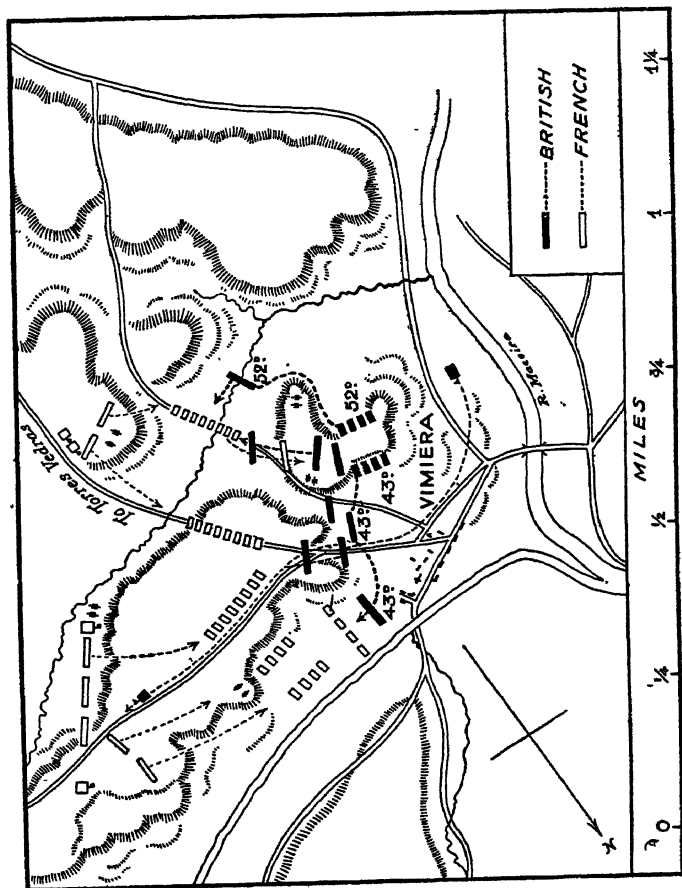 BRITISH
FRENCH
To Torres Vedras
52º
52º
43º
43º
43º
VIMIERA
R. Maceira
N
0 ¼ ½ ¾ 1 1¼
MILES